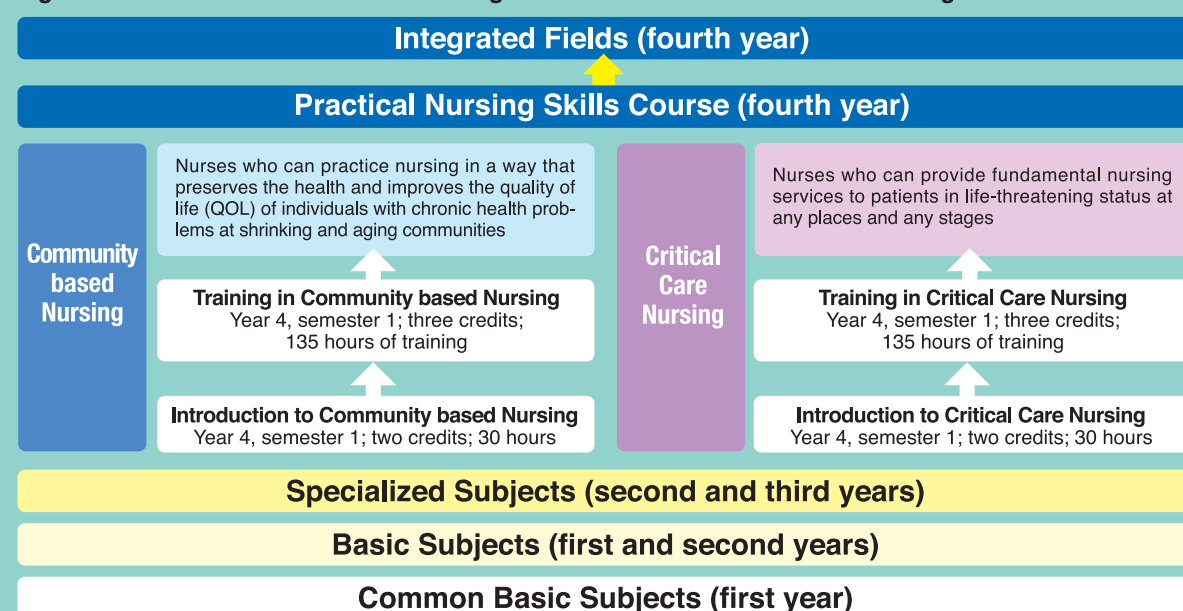 Integrated Fields (fourth year)
Practical Nursing Skills Course (fourth year)
Community
based
Nursing
Nurses who can practice nursing in a way that
preserves the health and improves the quality of
life (QOL) of individuals with chronic health prob-
lems at shrinking and aging communities
Training in Community based Nursing
Year 4, semester 1; three credits;
135 hours of training
Introduction to Community based Nursing
Year 4, semester 1; two credits; 30 hours
Critical
Care
Nursing
Nurses who can provide fundamental nursing
services to patients in life-threatening status at
any places and any stages
Training in Critical Care Nursing
Year 4, semester 1; three credits;
135 hours of training
Introduction to Critical Care Nursing
Year 4, semester 1; two credits; 30 hours
Specialized Subjects (second and third years)
Basic Subjects (first and second years)
Common Basic Subjects (first year)